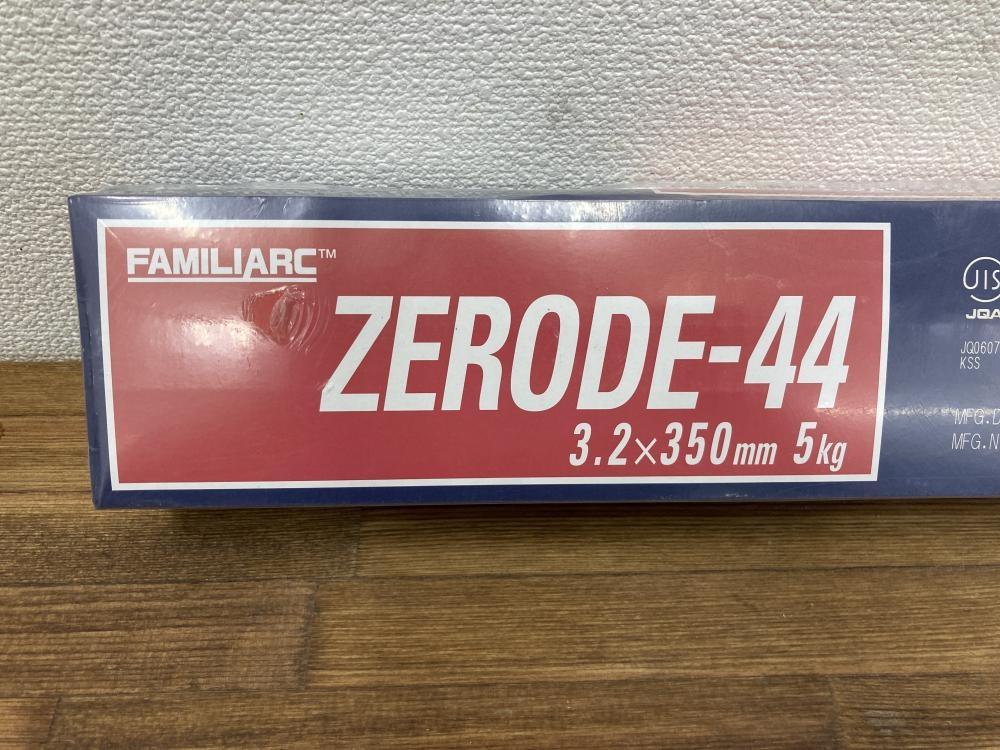 FAMILIARC™
ZERODE-44
3.2×350mm 5kg
JIS
JQA
JQ0607
KSS
MFG.D
MFG.N